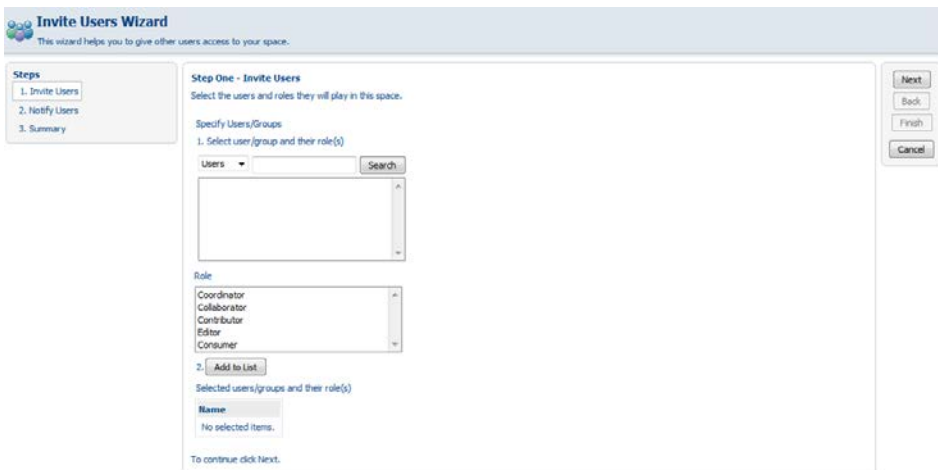 Invite Users Wizard
This wizard helps you to give other users access to your space.
Steps
1. Invite Users
2. Notify Users
3. Summary
Step One - Invite Users
Select the users and roles they will play in this space.
Specify Users/Groups
1. Select user/group and their role(s)
Users
Search
Role
Coordinator
Collaborator
Contributor
Editor
Consumer
2. Add to List
Selected users/groups and their role(s)
Name
No selected items.
To continue click Next.
Next
Back
Finish
Cancel